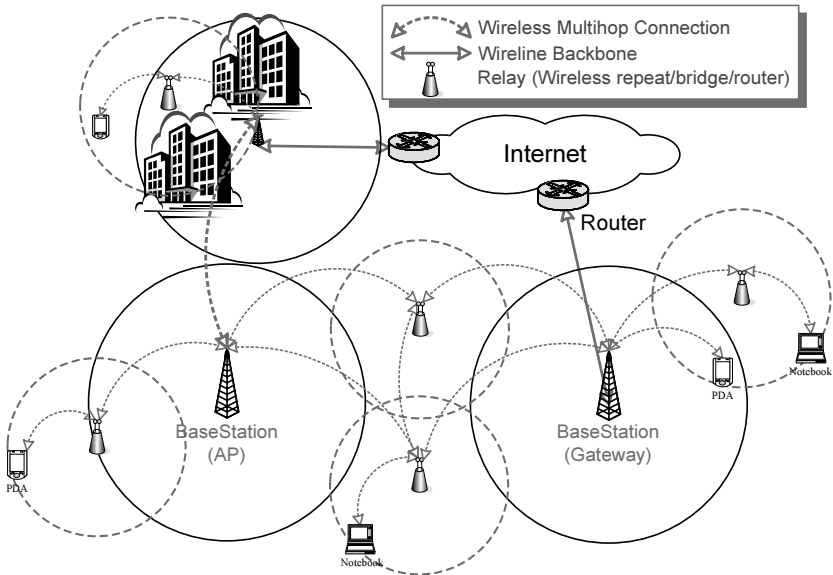 Wireless Multihop Connection
Wireline Backbone
Relay (Wireless repeat/bridge/router)
Internet
Router
Notebook
PDA
BaseStation
(AP)
BaseStation
(Gateway)
PDA
Notebook